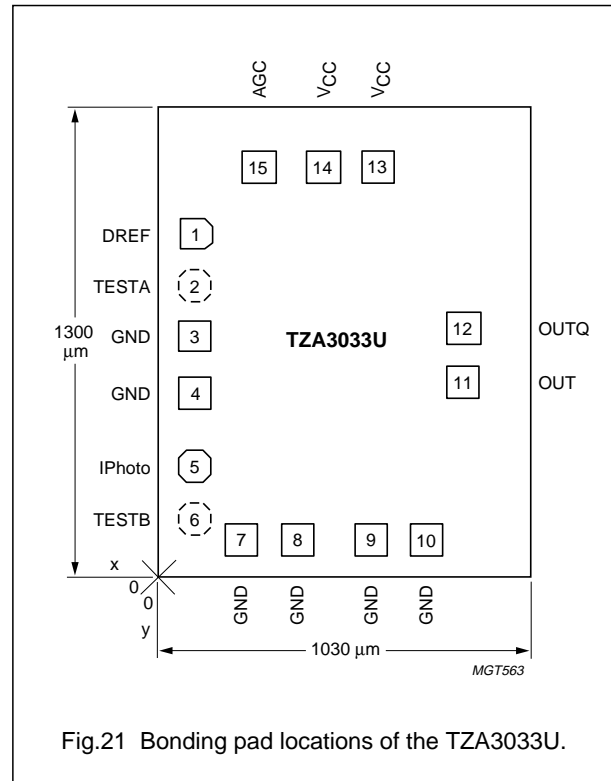 AGC
VCC
VCC
15
14
13
DREF
1
TESTA
2
1300
μm
GND
3
TZA3033U
12
OUTQ
GND
4
11
OUT
IPhoto
5
TESTB
6
7
8
9
10
x
0
0
y
GND
GND
GND
GND
1030 μm
MGT563
Fig.21 Bonding pad locations of the TZA3033U.